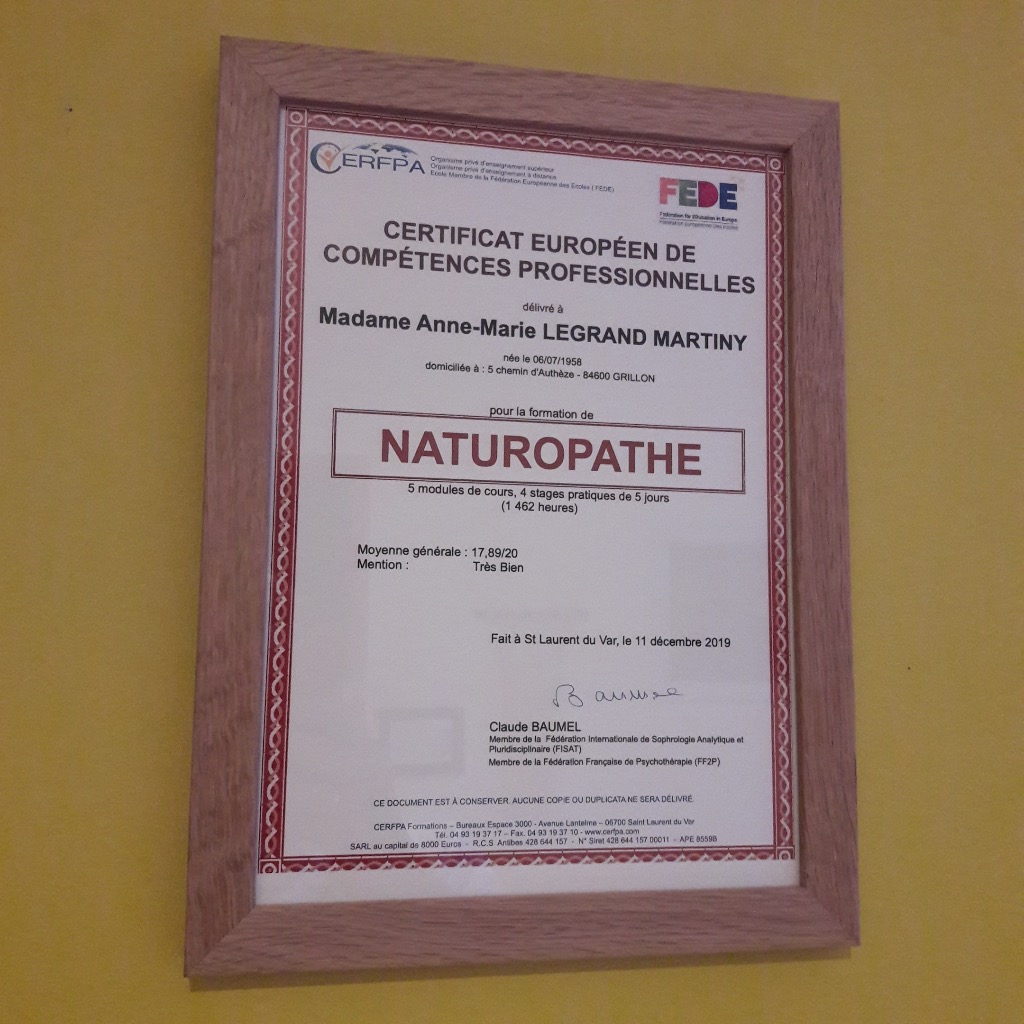 CERFPA
Organisme privé d'enseignement supérieur
Organisme privé d'enseignement à distance
Ecole Membre de la Fédération Européenne des Ecoles ( FEDE)
FEDE
Federation for EDucation in Europe
Fédération Européenne Des Ecoles
CERTIFICAT EUROPÉEN DE
COMPÉTENCES PROFESSIONNELLES
délivré à
Madame Anne-Marie LEGRAND MARTINY
née le 06/07/1958
domiciliée à : 5 chemin d'Authèze - 84600 GRILLON
pour la formation de
NATUROPATHE
5 modules de cours, 4 stages pratiques de 5 jours
(1 462 heures)
Moyenne générale : 17,89/20
Mention : Très Bien
Fait à St Laurent du Var, le 11 décembre 2019
Claude BAUMEL
Membre de la Fédération Internationale de Sophrologie Analytique et
Pluridisciplinaire (FISAT)
Membre de la Fédération Française de Psychothérapie (FF2P)
CE DOCUMENT EST À CONSERVER. AUCUNE COPIE OU DUPLICATA NE SERA DÉLIVRÉ.
CERFPA Formations – Bureaux Espace 3000 - Avenue Lantelme – 06700 Saint Laurent du Var
Tél. 04 93 19 37 17 – Fax. 04 93 19 37 10 - www.cerfpa.com
SARL au capital de 8000 Euros - R.C.S Antibes 428 644 157 - N° Siret 428 644 157 00011 - APE 8559B